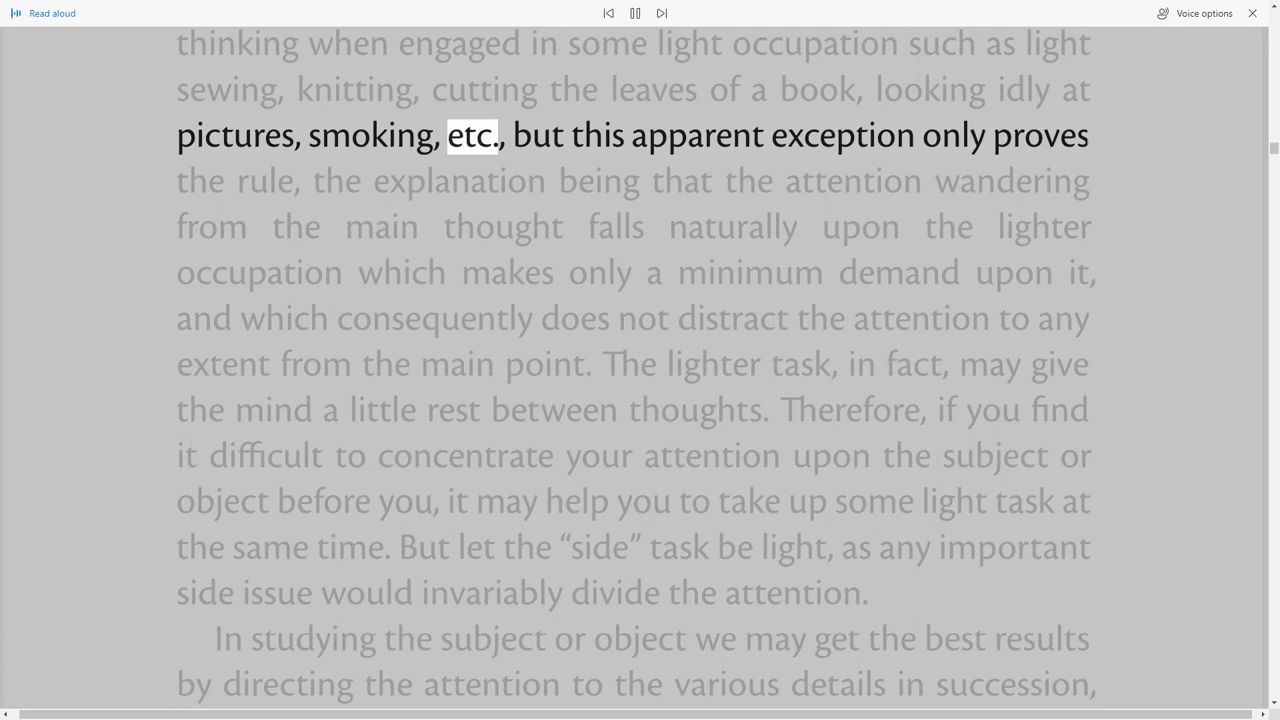 Read aloud
Voice options
thinking when engaged in some light occupation such as light
sewing, knitting, cutting the leaves of a book, looking idly at
pictures, smoking, etc., but this apparent exception only proves
the rule, the explanation being that the attention wandering
from the main thought falls naturally upon the lighter
occupation which makes only a minimum demand upon it,
and which consequently does not distract the attention to any
extent from the main point. The lighter task, in fact, may give
the mind a little rest between thoughts. Therefore, if you find
it difficult to concentrate your attention upon the subject or
object before you, it may help you to take up some light task at
the same time. But let the “side” task be light, as any important
side issue would invariably divide the attention.
In studying the subject or object we may get the best results
by directing the attention to the various details in succession,